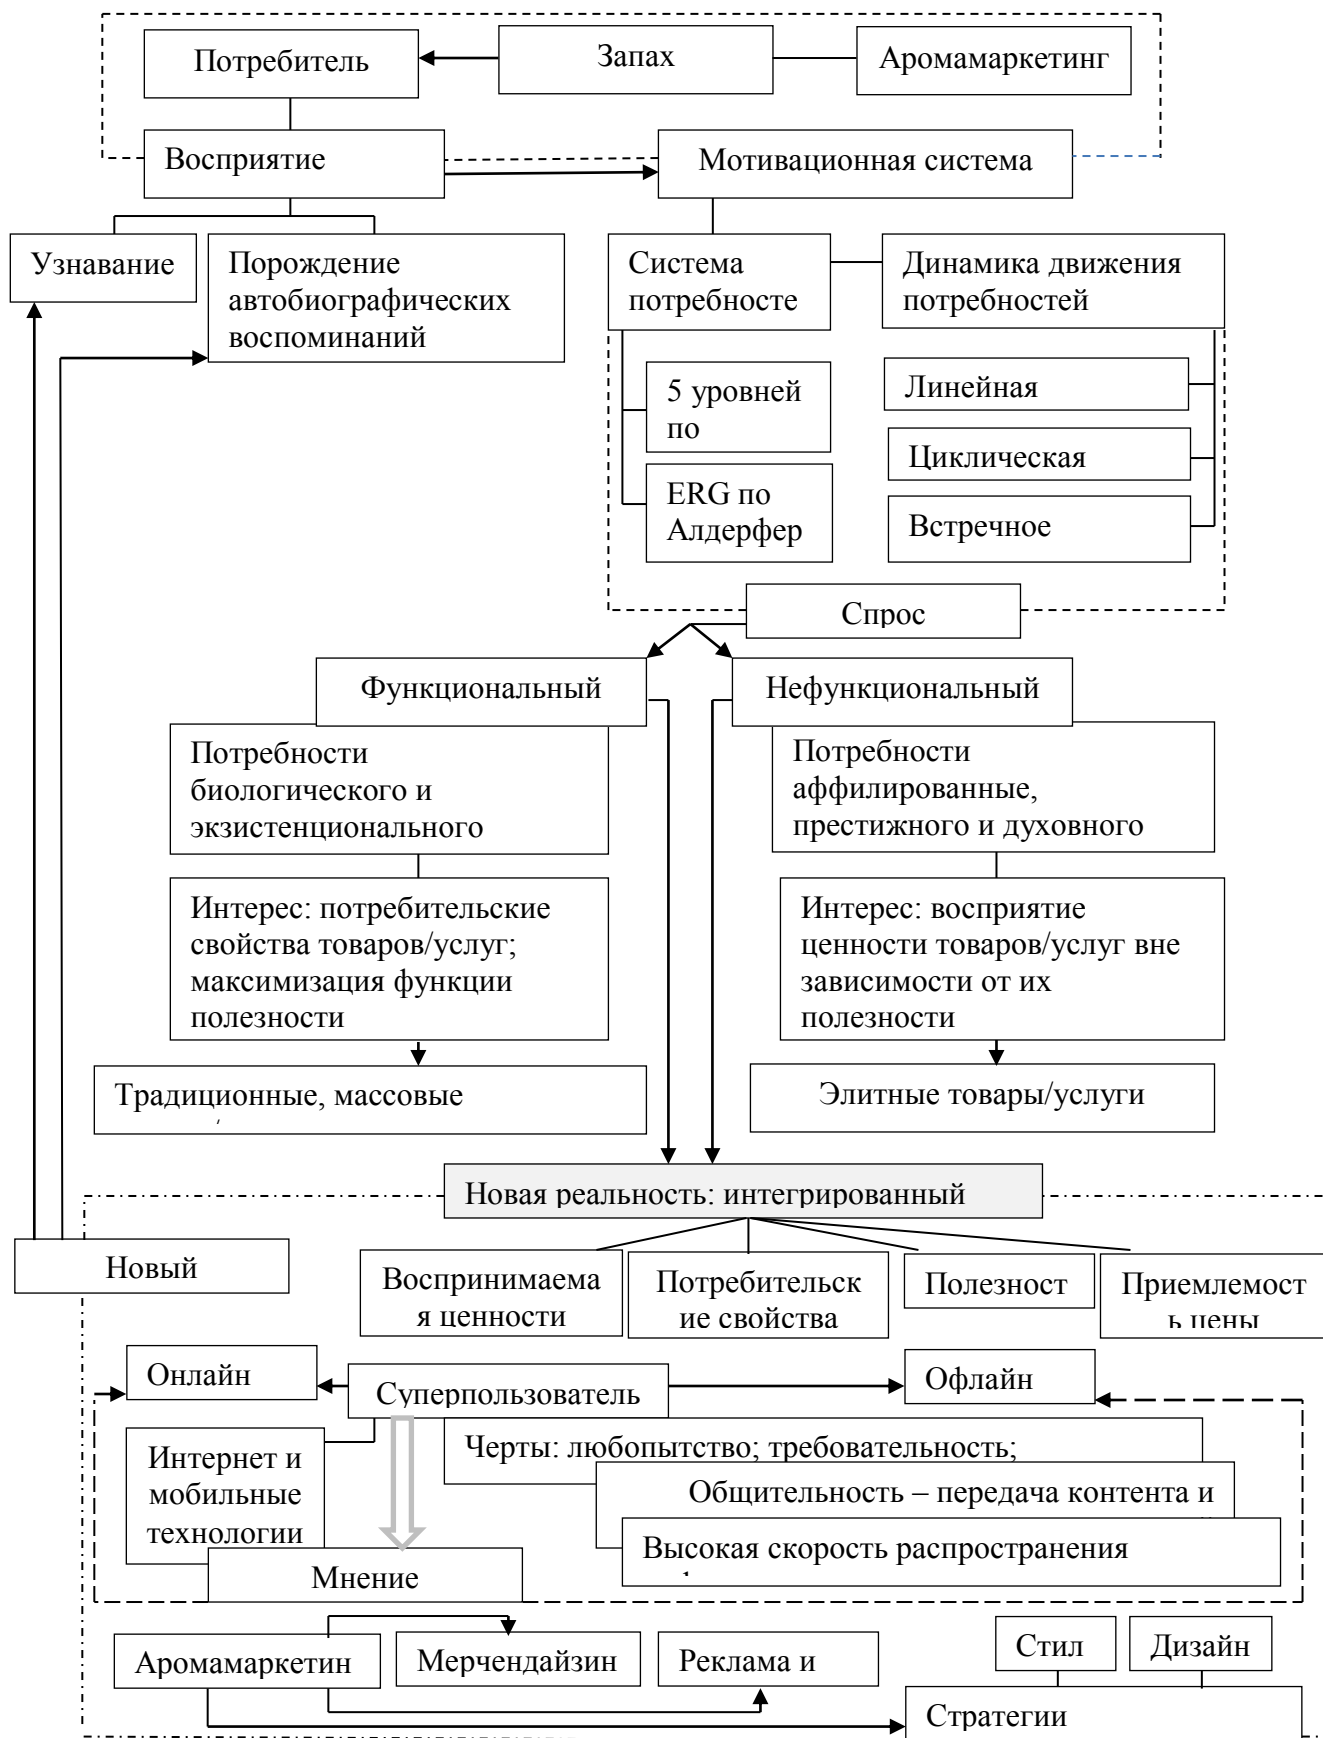 Потребитель
Запах
Аромамаркетинг
Восприятие
Мотивационная система
Узнавание
Порождение
автобиографических
воспоминаний
Система
потребносте
Динамика движения
потребностей
5 уровней
по
ERG по
Алдерфер
Линейная
Циклическая
Встречное
Спрос
Функциональный
Нефункциональный
Потребности
биологического и
экзистенционального
Потребности
аффилированные,
престижного и духовного
Интерес: потребительские
свойства товаров/услуг;
максимизация функции
полезности
Интерес: восприятие
ценности товаров/услуг вне
зависимости от их
полезности
Традиционные, массовые
Элитные товары/услуги
Новая реальность: интегрированный
Новый
Воспринимаема
я ценности
Потребительск
ие свойства
Полезност
Приемлемост
ь цены
Онлайн
Суперпользователь
Офлайн
Интернет и
мобильные
технологии
Черты: любопытство; требовательность;
Общительность – передача контента и
Высокая скорость распространения
Мнение
Аромамаркетин
Мерчендайзин
Реклама и
Стил
Дизайн
Стратегии